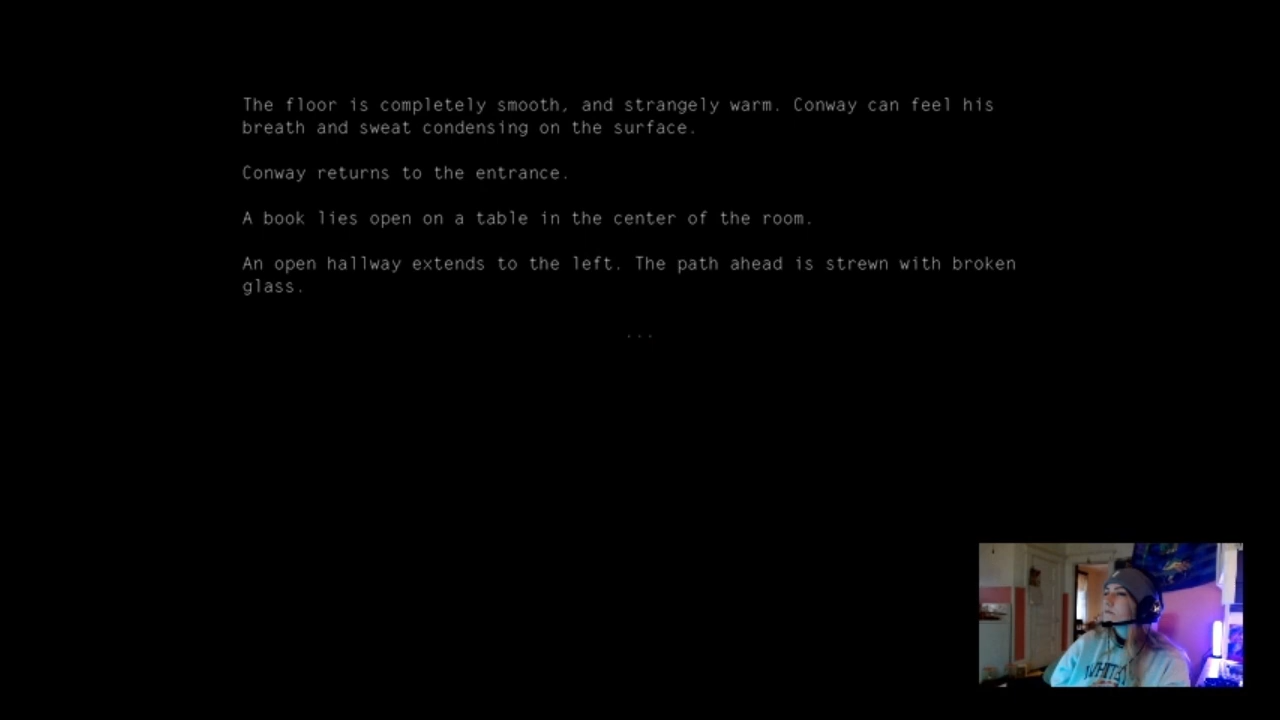 The floor is completely smooth, and strangely warm. Conway can feel his
breath and sweat condensing on the surface.
Conway returns to the entrance.
A book lies open on a table in the center of the room.
An open hallway extends to the left. The path ahead is strewn with broken
glass.
...